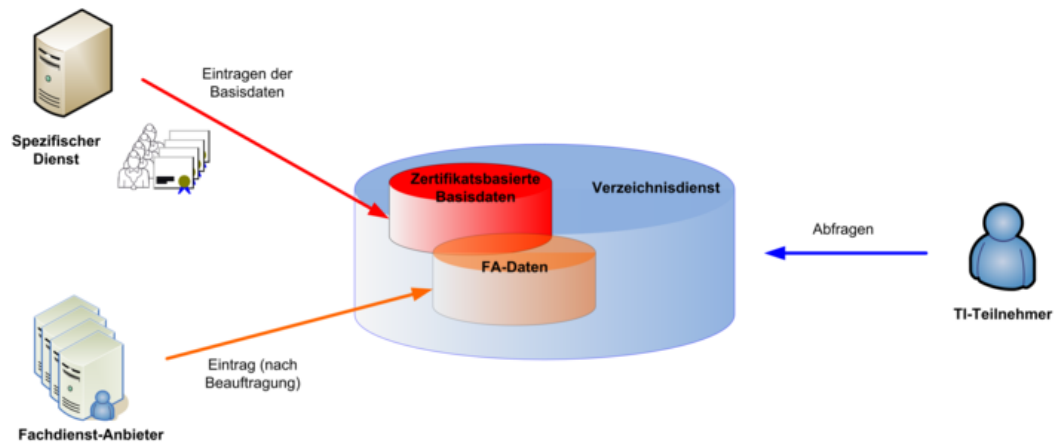 Eintragen der
Basisdaten
Spezifischer
Dienst
Zertifikatsbasierte
Basisdaten
Verzeichnisdienst
FA-Daten
Abfragen
TI-Teilnehmer
Eintrag (nach
Beauftragung)
Fachdienst-Anbieter